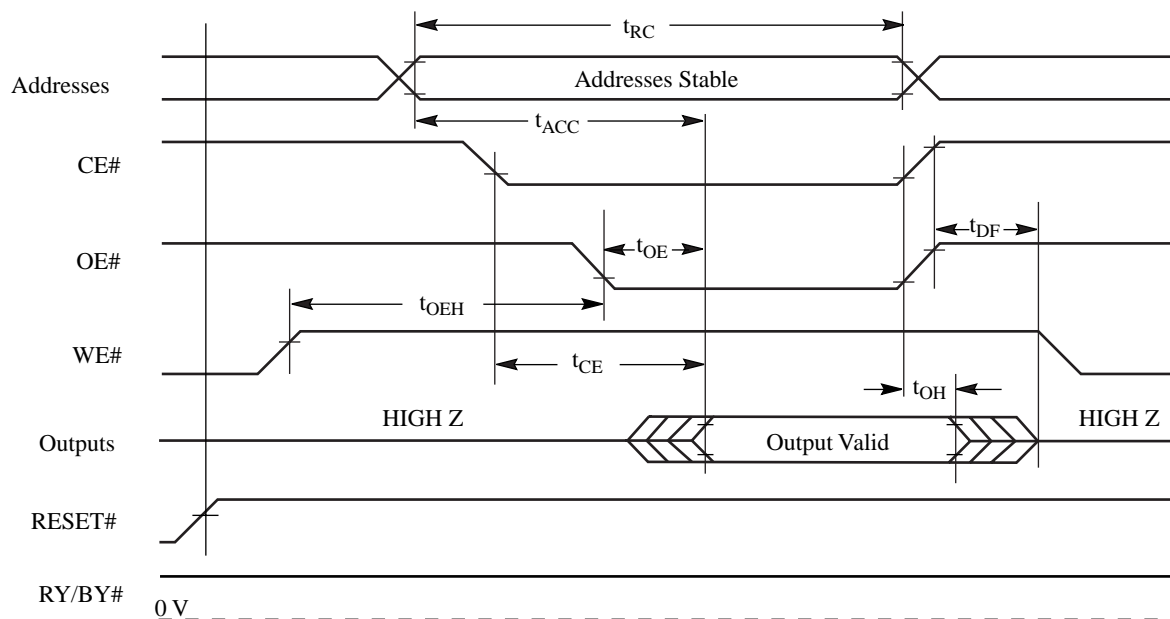 tRC
Addresses
Addresses Stable
tACC
CE#
OE#
tOE
tDF
tOEH
WE#
tCE
tOH
HIGH Z
HIGH Z
Outputs
Output Valid
RESET#
RY/BY#
0 V